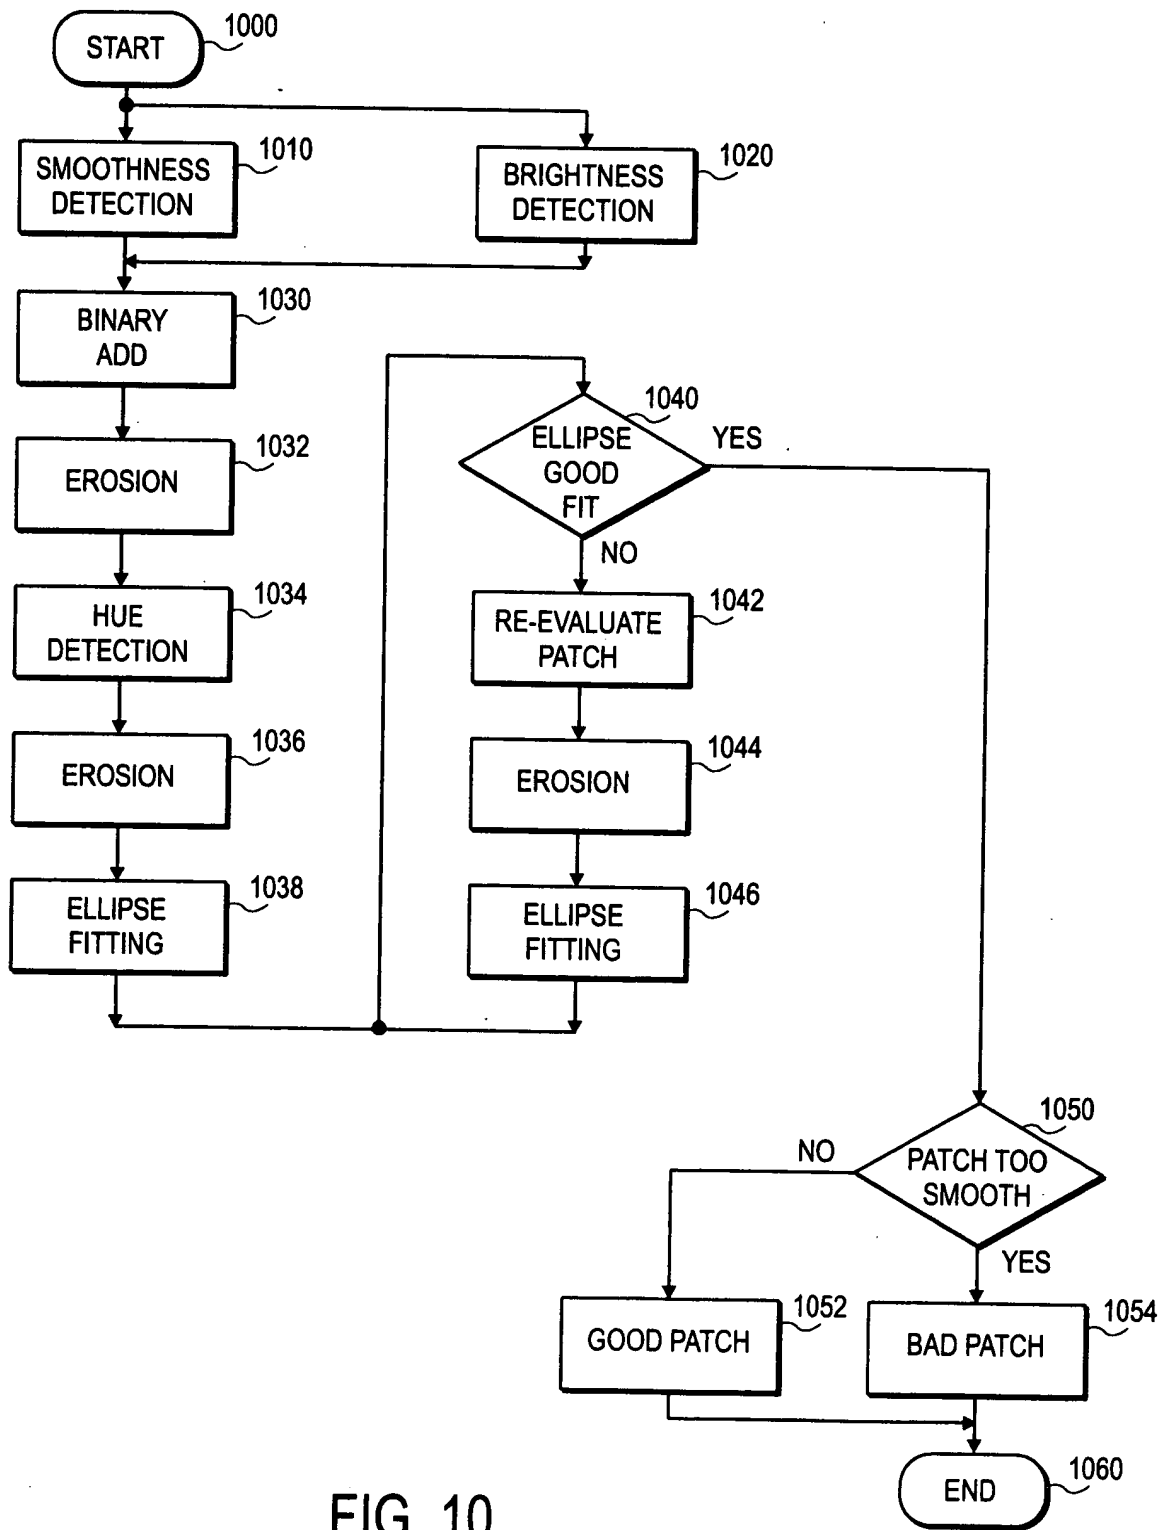 START
1000
SMOOTHNESS
DETECTION
1010
BRIGHTNESS
DETECTION
1020
BINARY
ADD
1030
EROSION
1032
HUE
DETECTION
1034
EROSION
1036
ELLIPSE
FITTING
1038
ELLIPSE
GOOD
FIT
1040
YES
NO
RE-EVALUATE
PATCH
1042
EROSION
1044
ELLIPSE
FITTING
1046
PATCH TOO
SMOOTH
1050
NO
YES
GOOD PATCH
1052
BAD PATCH
1054
END
1060
FIG. 10